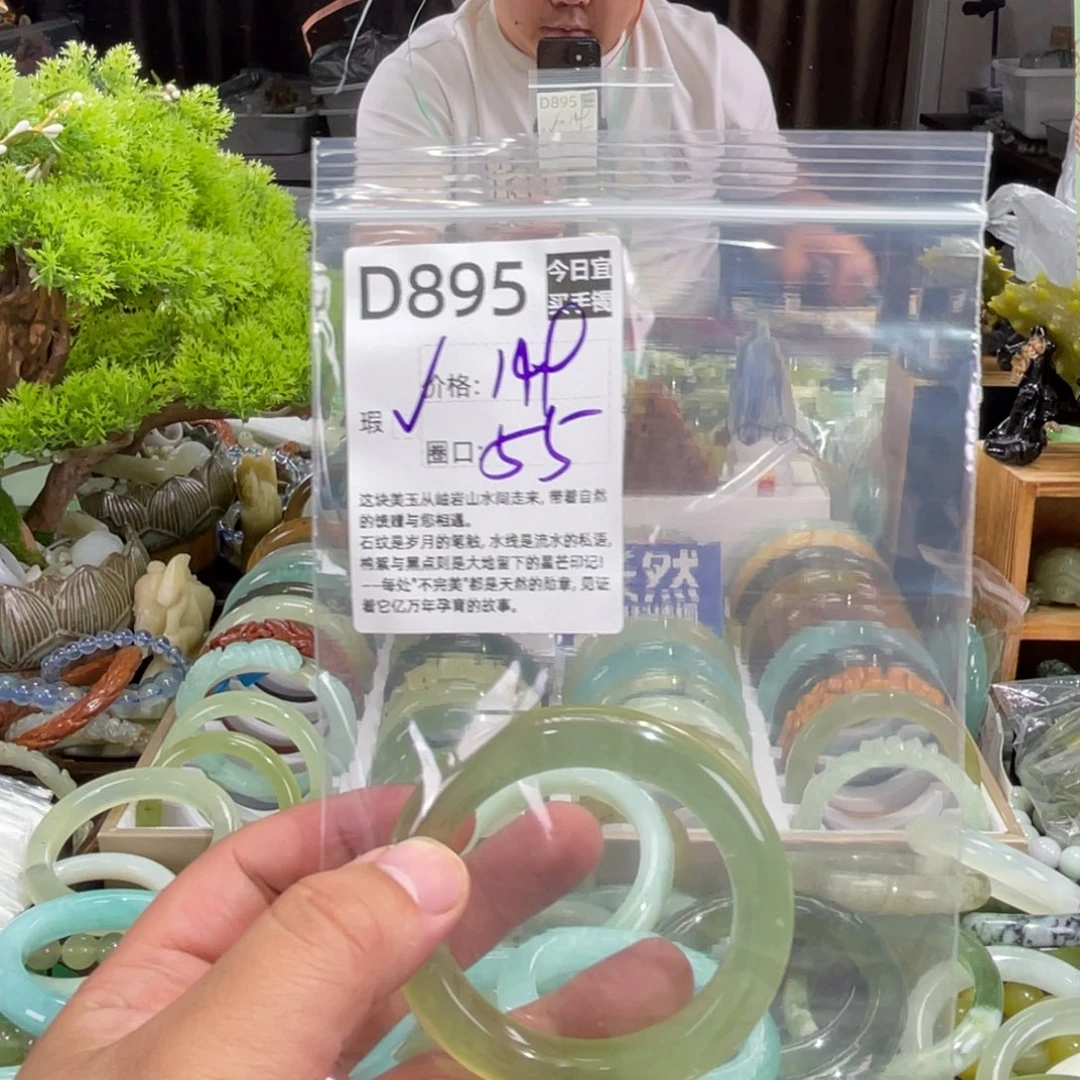 D895
D895
今日宜
买手镯
价格:
瑕
圈口: 55
这块美玉从岫岩山水间走来, 带着自然
的馈赠与您相遇。
石纹是岁月的笔触, 水线是流水的私语,
棉絮与黑点则是大地留下的星芒印记!
——每处"不完美"都是天然的勋章, 见证
着它亿万年孕育的故事。
然